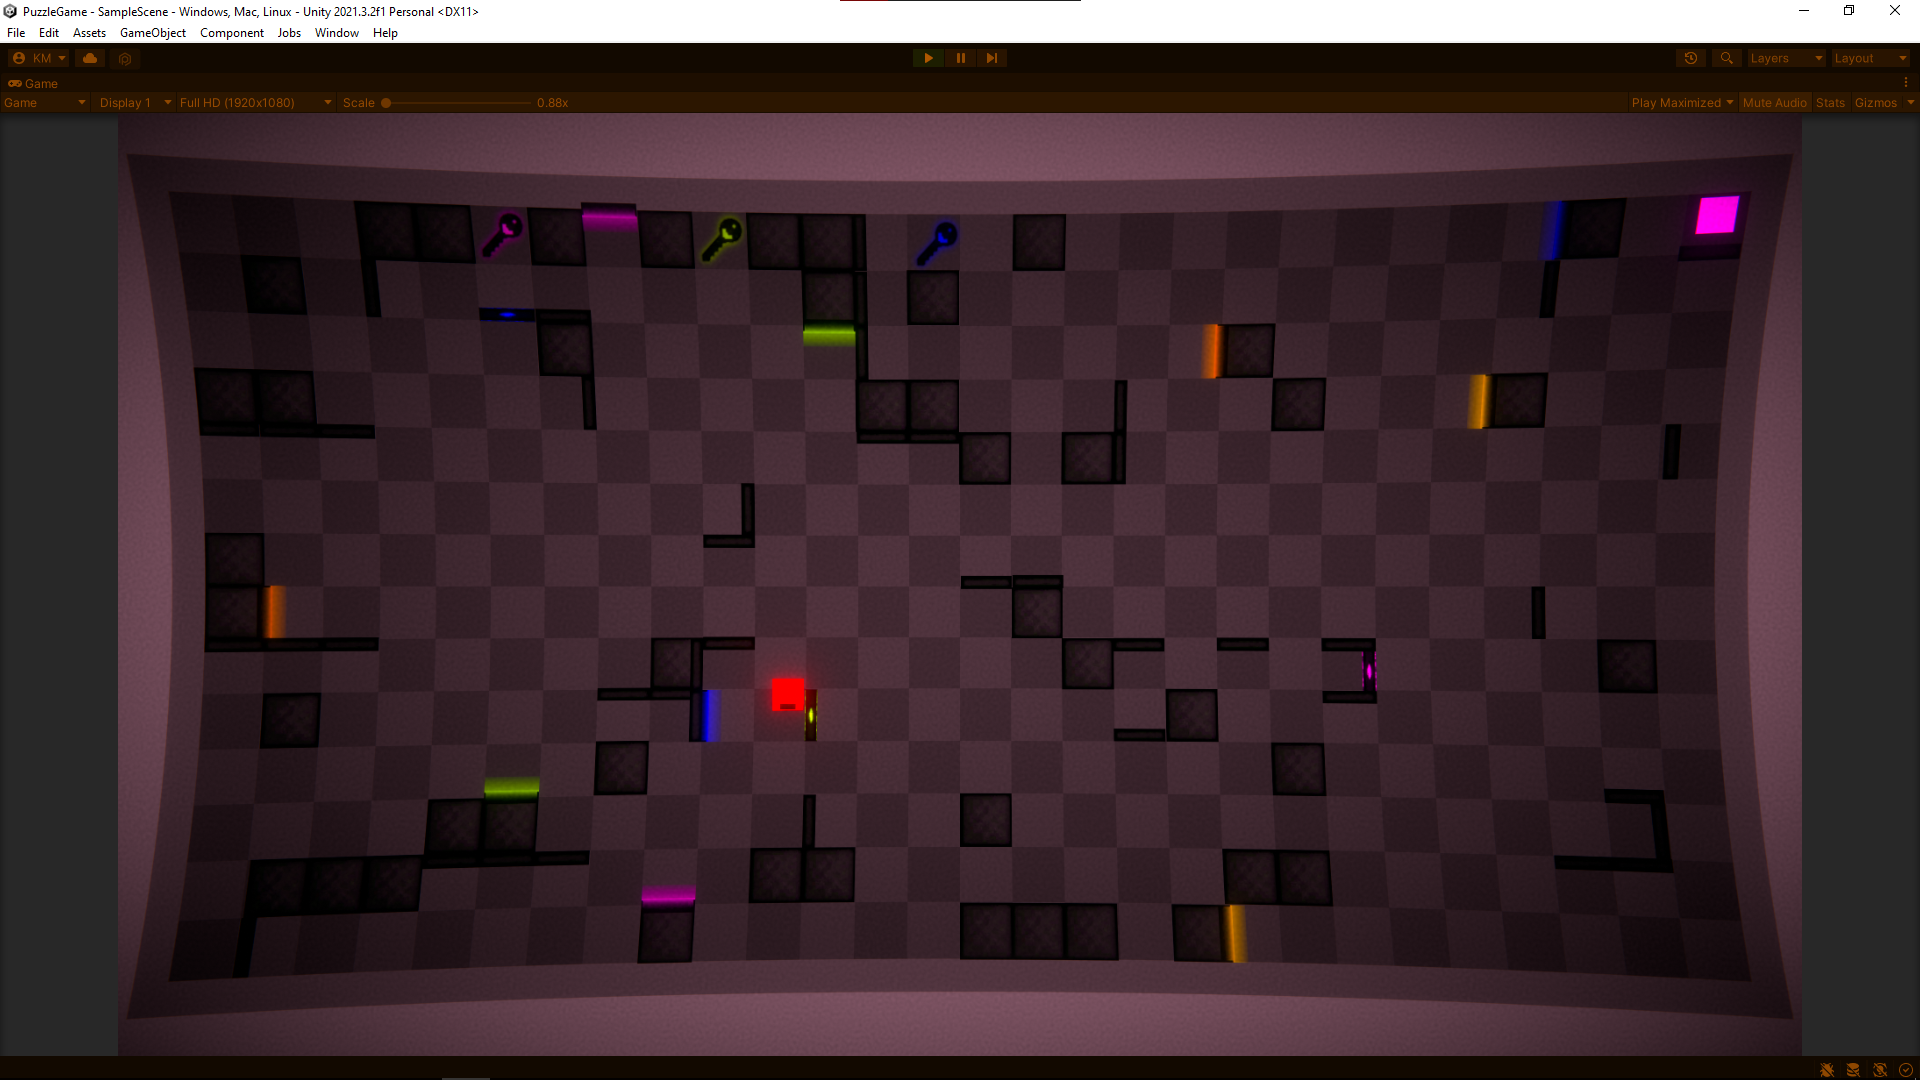 PuzzleGame - SampleScene - Windows, Mac, Linux - Unity 2021.3.2f1 Personal <DX11>
File Edit Assets GameObject Component Jobs Window Help
KM Layers Layout
Game
Game Display 1 Full HD (1920x1080) Scale 0.88x Play Maximized Mute Audio Stats Gizmos